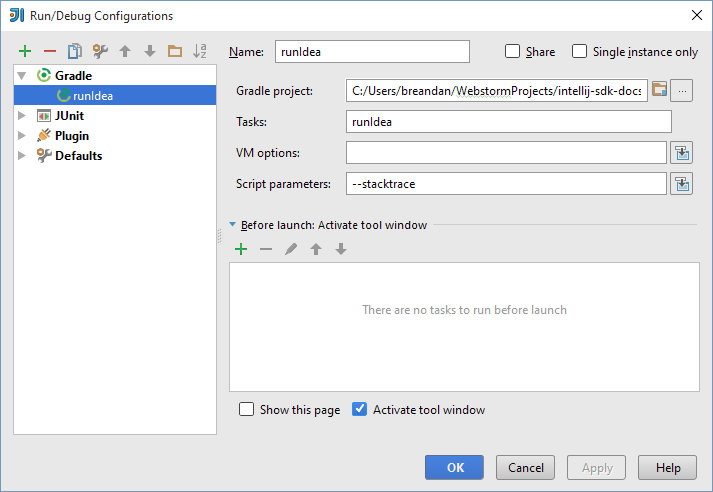 Run/Debug Configurations
Name: runIdea Share Single instance only
Gradle
runIdea
JUnit
Plugin
Defaults
Gradle project: C:/Users/breandan/WebstormProjects/intellij-sdk-docs ...
Tasks: runIdea
VM options:
Script parameters: --stacktrace
Before launch: Activate tool window
There are no tasks to run before launch
Show this page Activate tool window
OK Cancel Apply Help